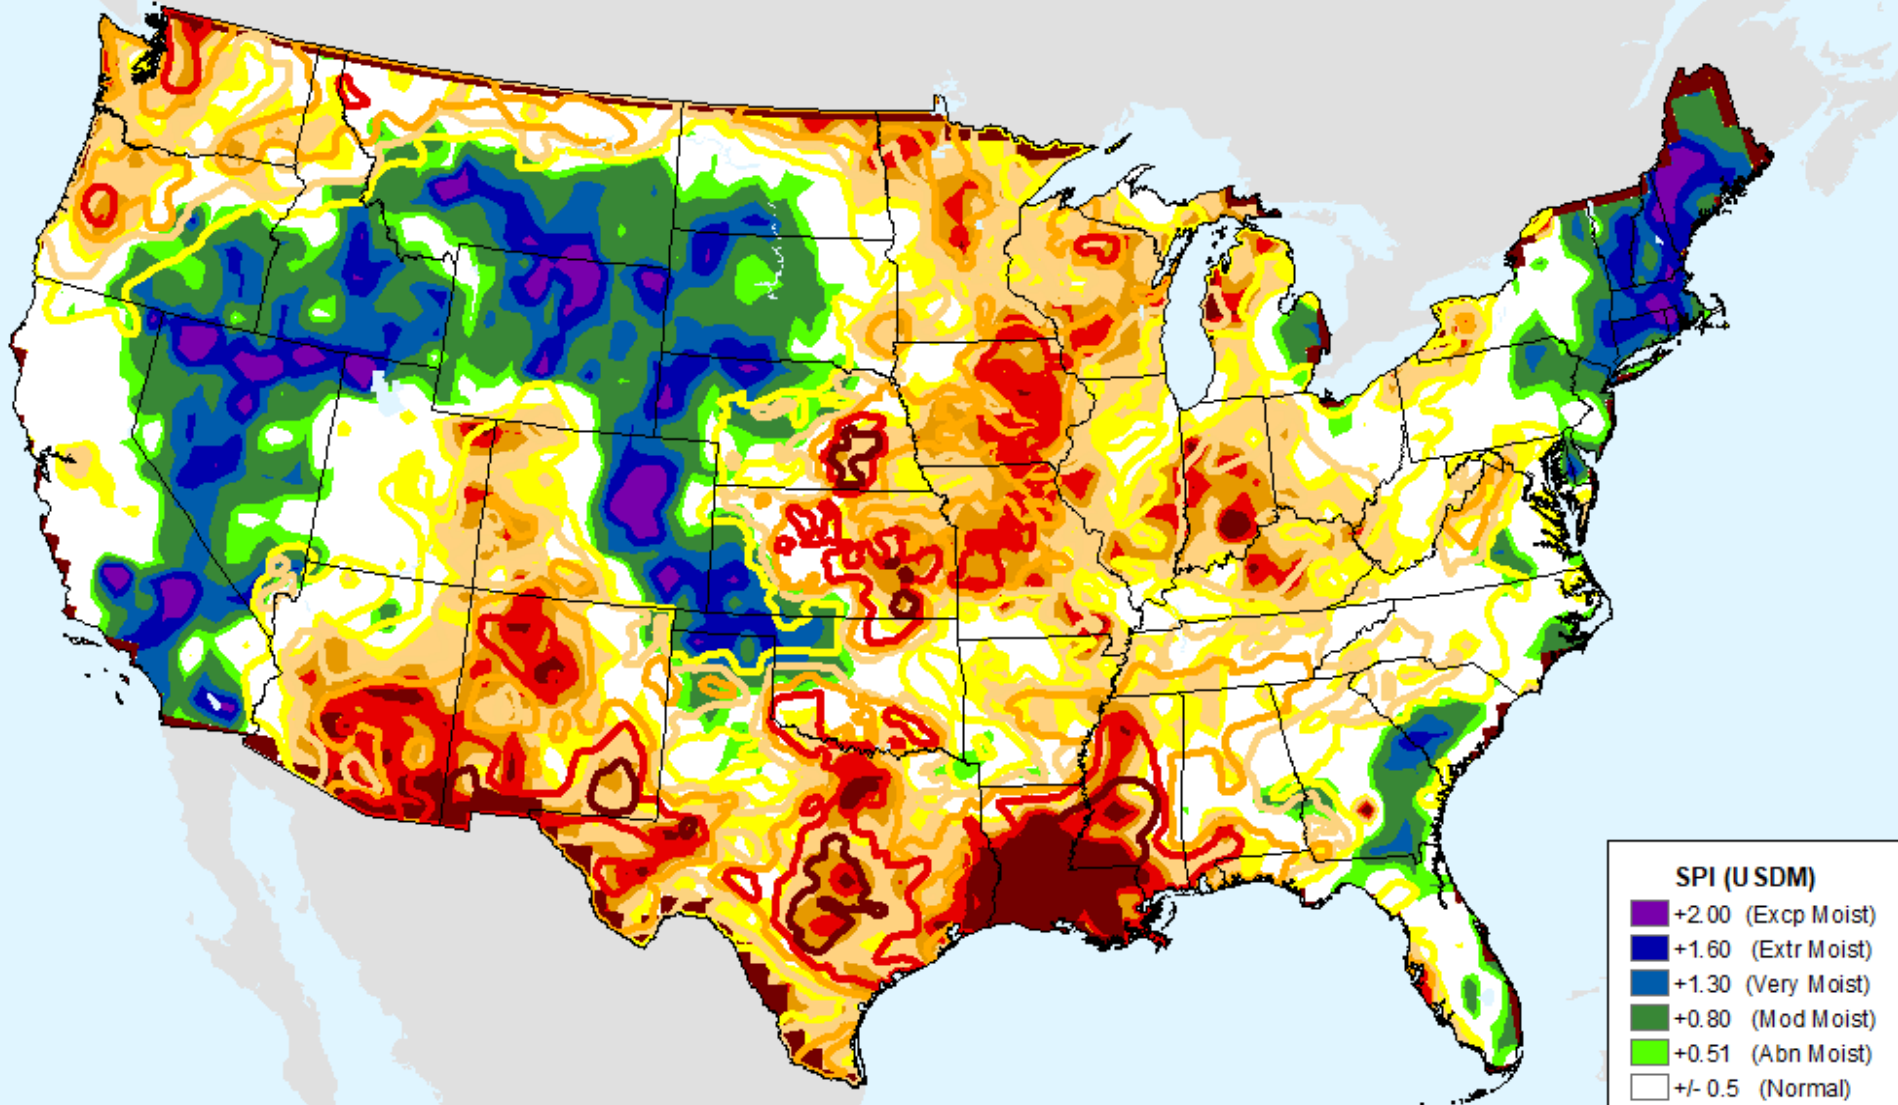 SPI (USDM)
+2.00 (Excp Moist)
+1.60 (Extr Moist)
+1.30 (Very Moist)
+0.80 (Mod Moist)
+0.51 (Abn Moist)
+/- 0.5 (Normal)